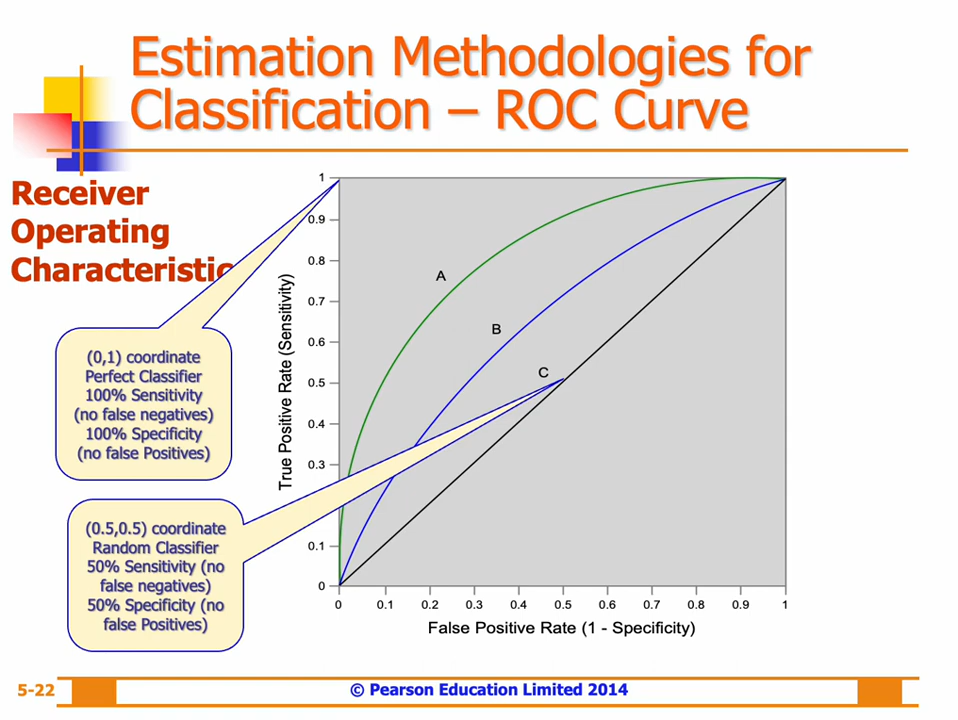 Estimation Methodologies for
Classification – ROC Curve
Receiver
Operating
Characteristic
(0,1) coordinate
Perfect Classifier
100% Sensitivity
(no false negatives)
100% Specificity
(no false Positives)
(0.5,0.5) coordinate
Random Classifier
50% Sensitivity (no
false negatives)
50% Specificity (no
false Positives)
True Positive Rate (Sensitivity)
1
0.9
0.8
0.7
0.6
0.5
0.4
0.3
0.1
0
A
B
C
0 0.1 0.2 0.3 0.4 0.5 0.6 0.7 0.8 0.9 1
False Positive Rate (1 - Specificity)
5-22
© Pearson Education Limited 2014